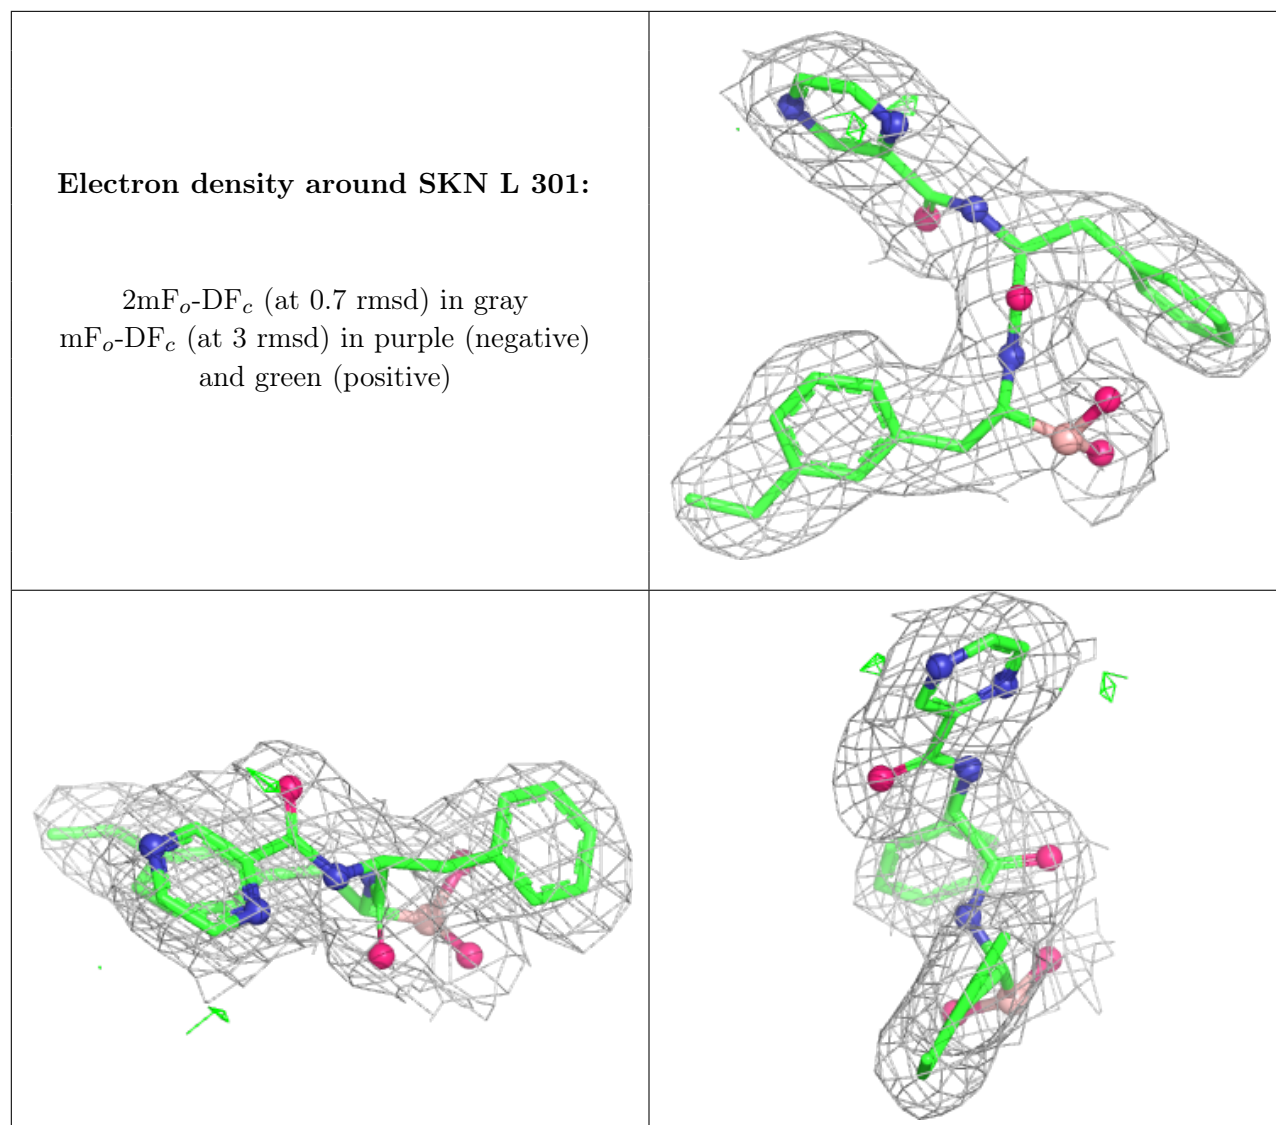 Electron density around SKN L 301:
2mFo-DFc (at 0.7 rmsd) in gray
mFo-DFc (at 3 rmsd) in purple (negative)
and green (positive)